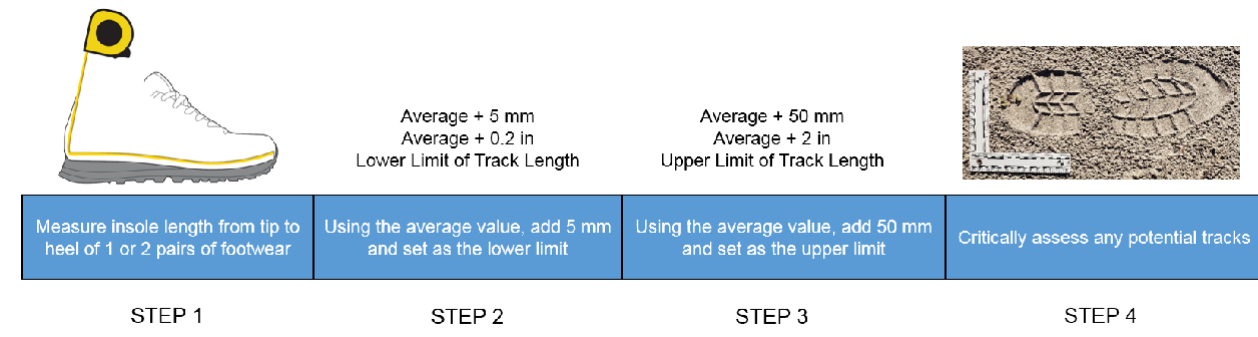 Average + 5 mm
Average + 0.2 in
Lower Limit of Track Length
Average + 50 mm
Average + 2 in
Upper Limit of Track Length
Measure insole length from tip to
heel of 1 or 2 pairs of footwear
Using the average value, add 5 mm
and set as the lower limit
Using the average value, add 50 mm
and set as the upper limit
Critically assess any potential tracks
STEP 1
STEP 2
STEP 3
STEP 4